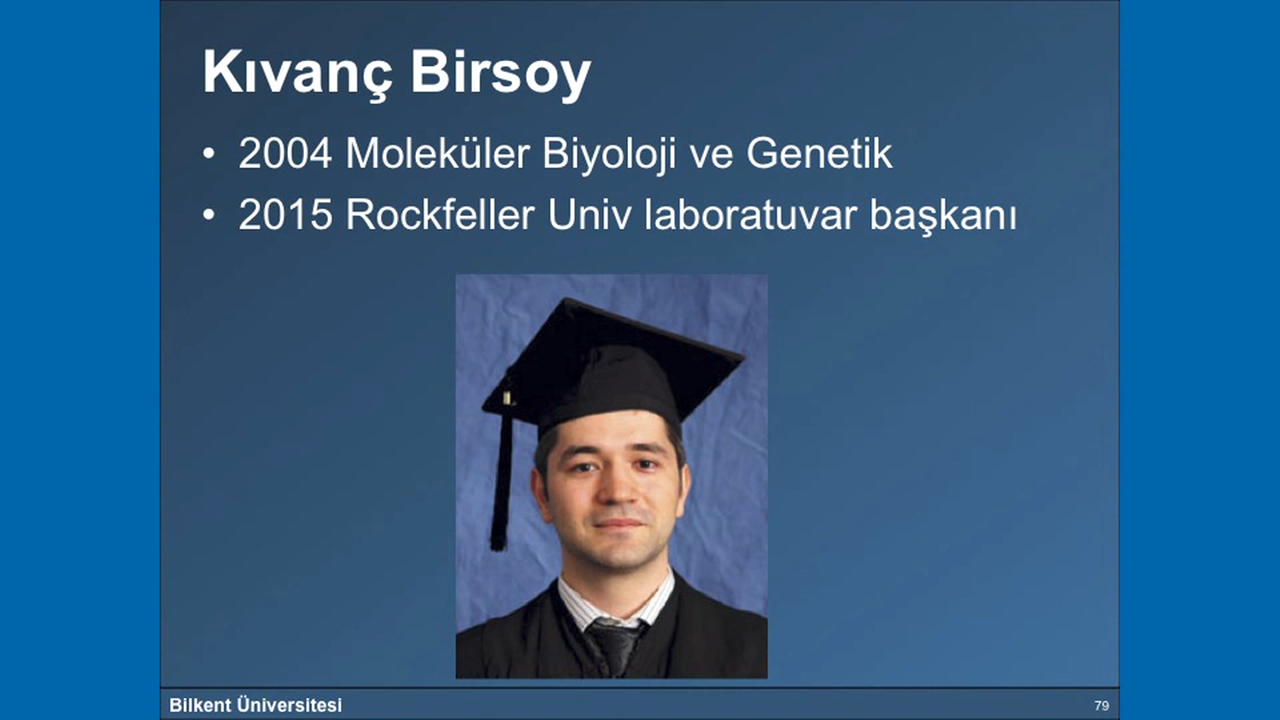 Kıvanç Birsoy
• 2004 Moleküler Biyoloji ve Genetik
• 2015 Rockfeller Univ laboratuvar başkanı
Bilkent Üniversitesi
79